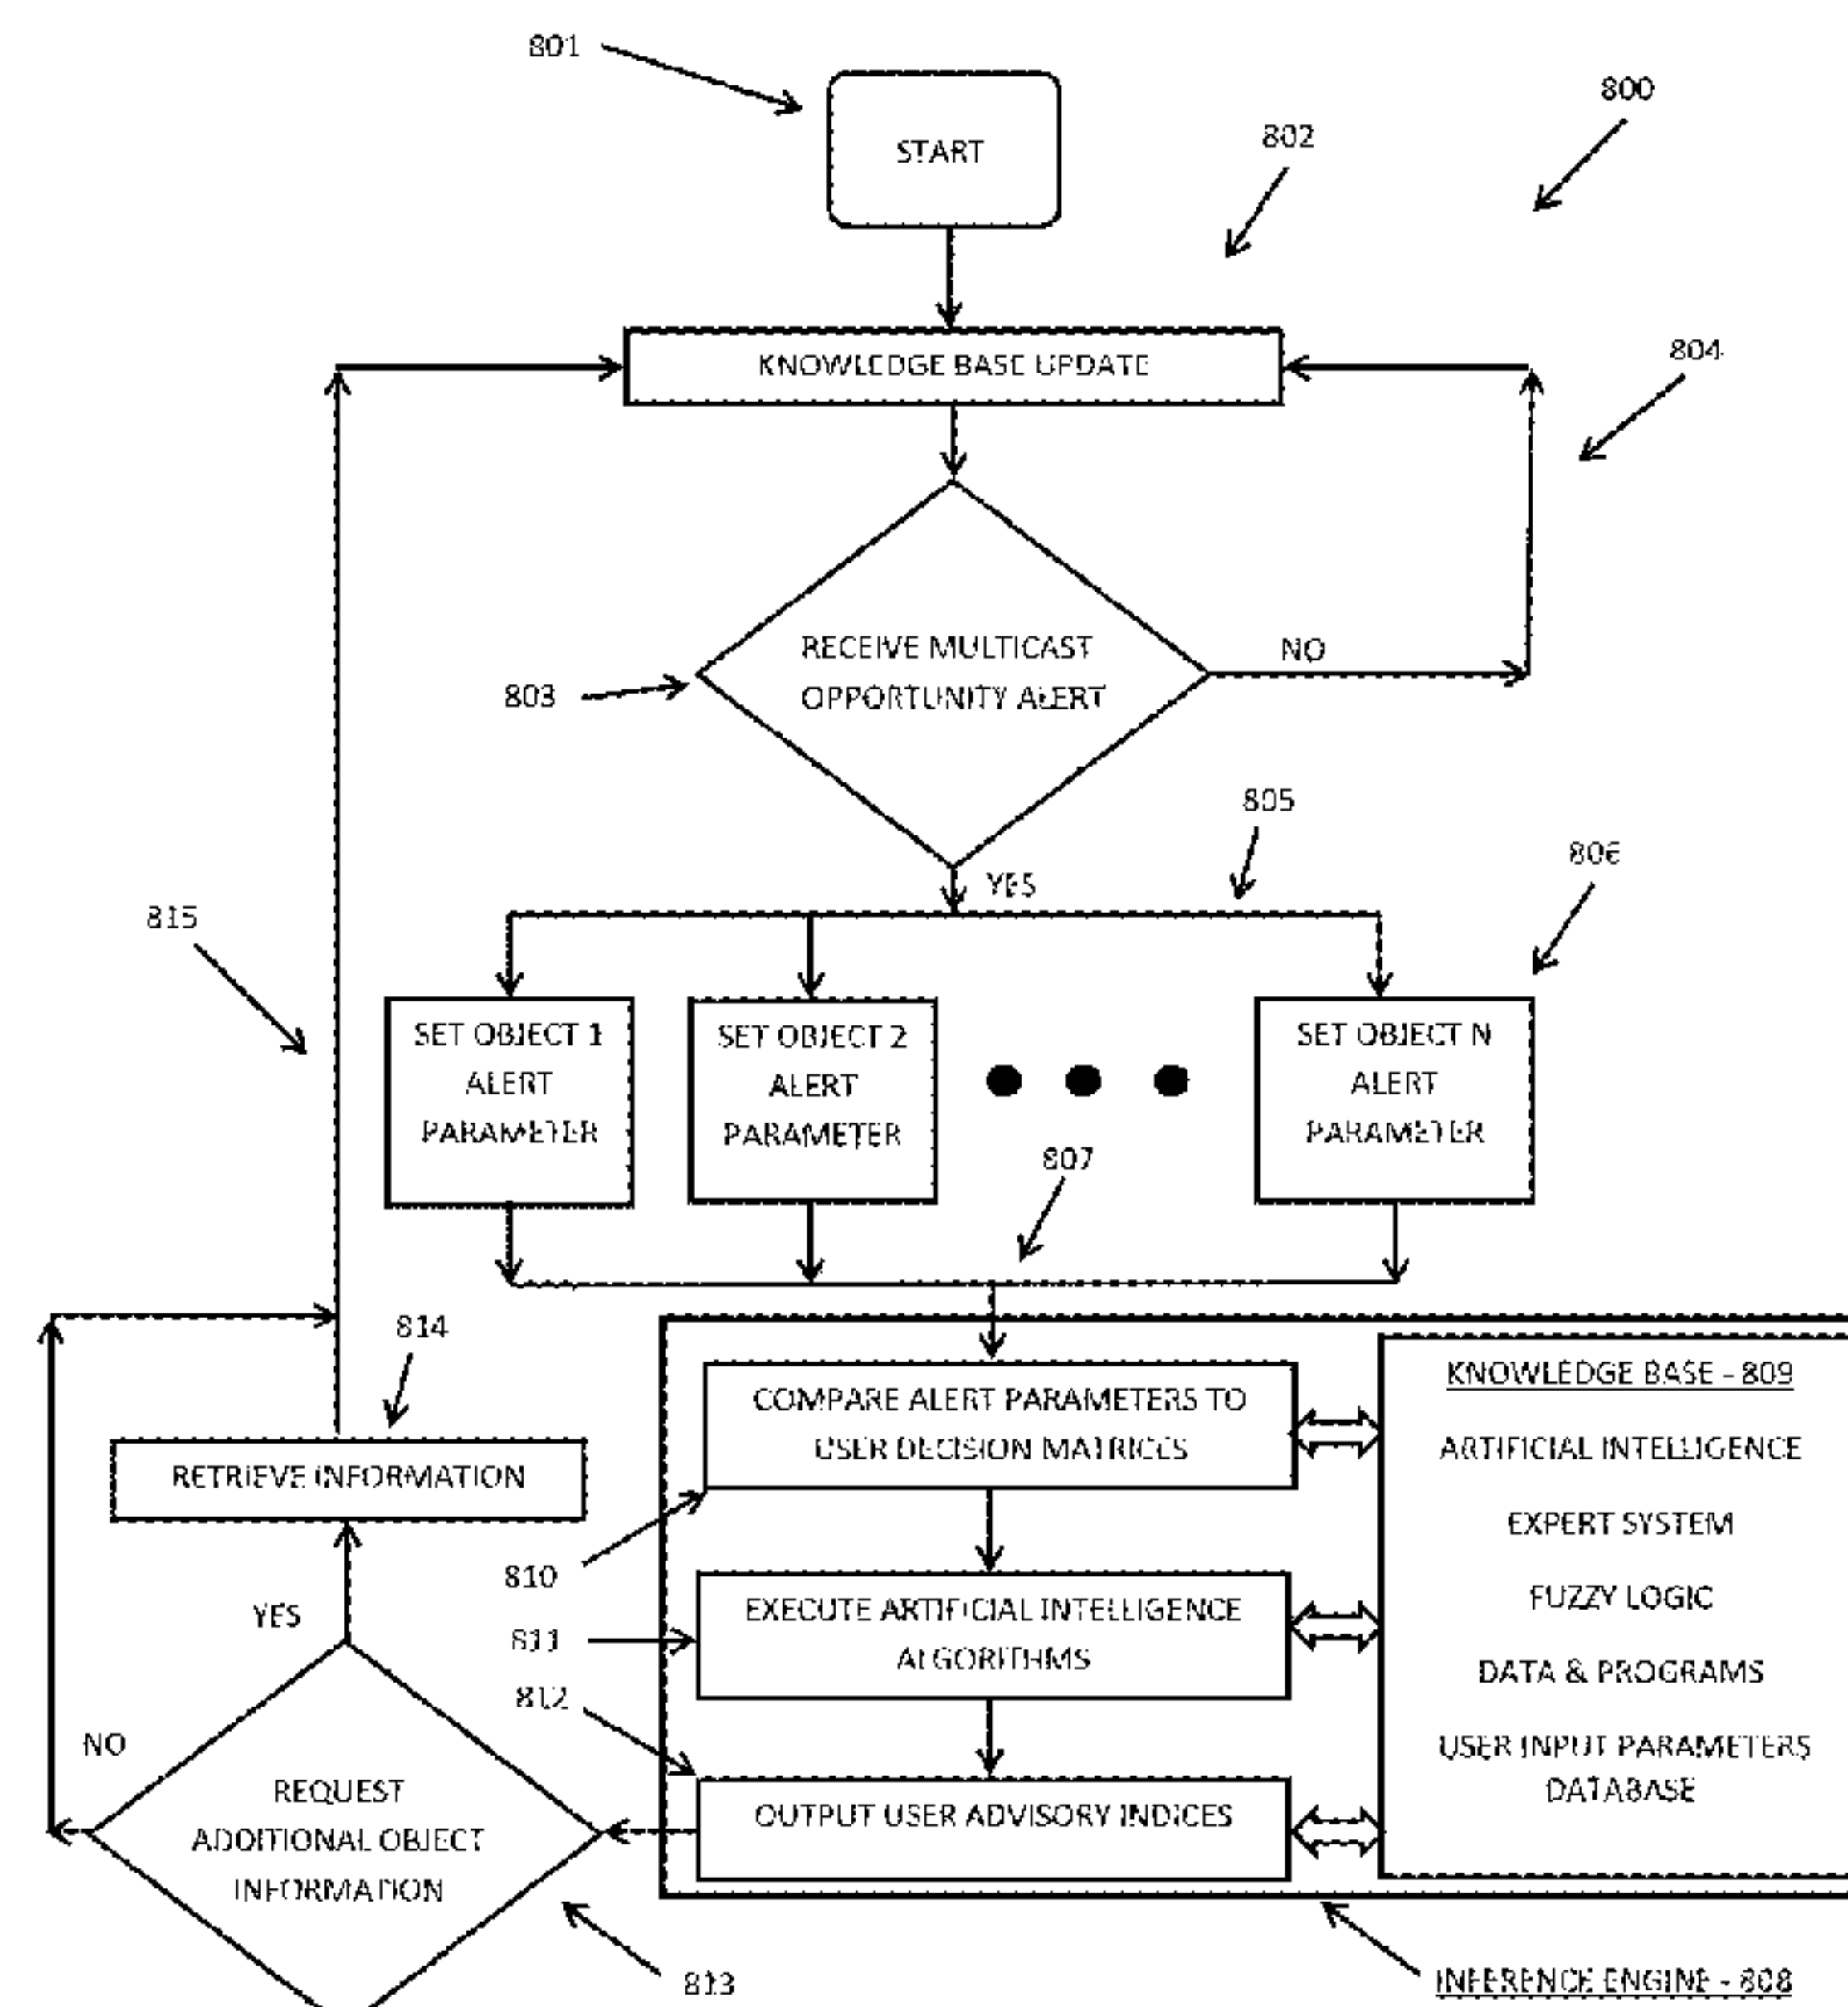 801
800
802
START
804
KNOWLEDGE BASE UPDATE
RECEIVE MULTICAST
OPPORTUNITY ALERT
NO
803
805
806
YES
815
SET OBJECT 1
ALERT
PARAMETER
SET OBJECT 2
ALERT
PARAMETER
SET OBJECT N
ALERT
PARAMETER
807
814
COMPARE ALERT PARAMETERS TO
USER DECISION MATRICES
KNOWLEDGE BASE - 809
ARTIFICIAL INTELLIGENCE
EXPERT SYSTEM
FUZZY LOGIC
DATA & PROGRAMS
USER INPUT PARAMETERS
DATABASE
RETRIEVE INFORMATION
810
EXECUTE ARTIFICIAL INTELLIGENCE
ALGORITHMS
YES
811
812
NO
OUTPUT USER ADVISORY INDICES
REQUEST
ADDITIONAL OBJECT
INFORMATION
813
INFERENCE ENGINE - 808